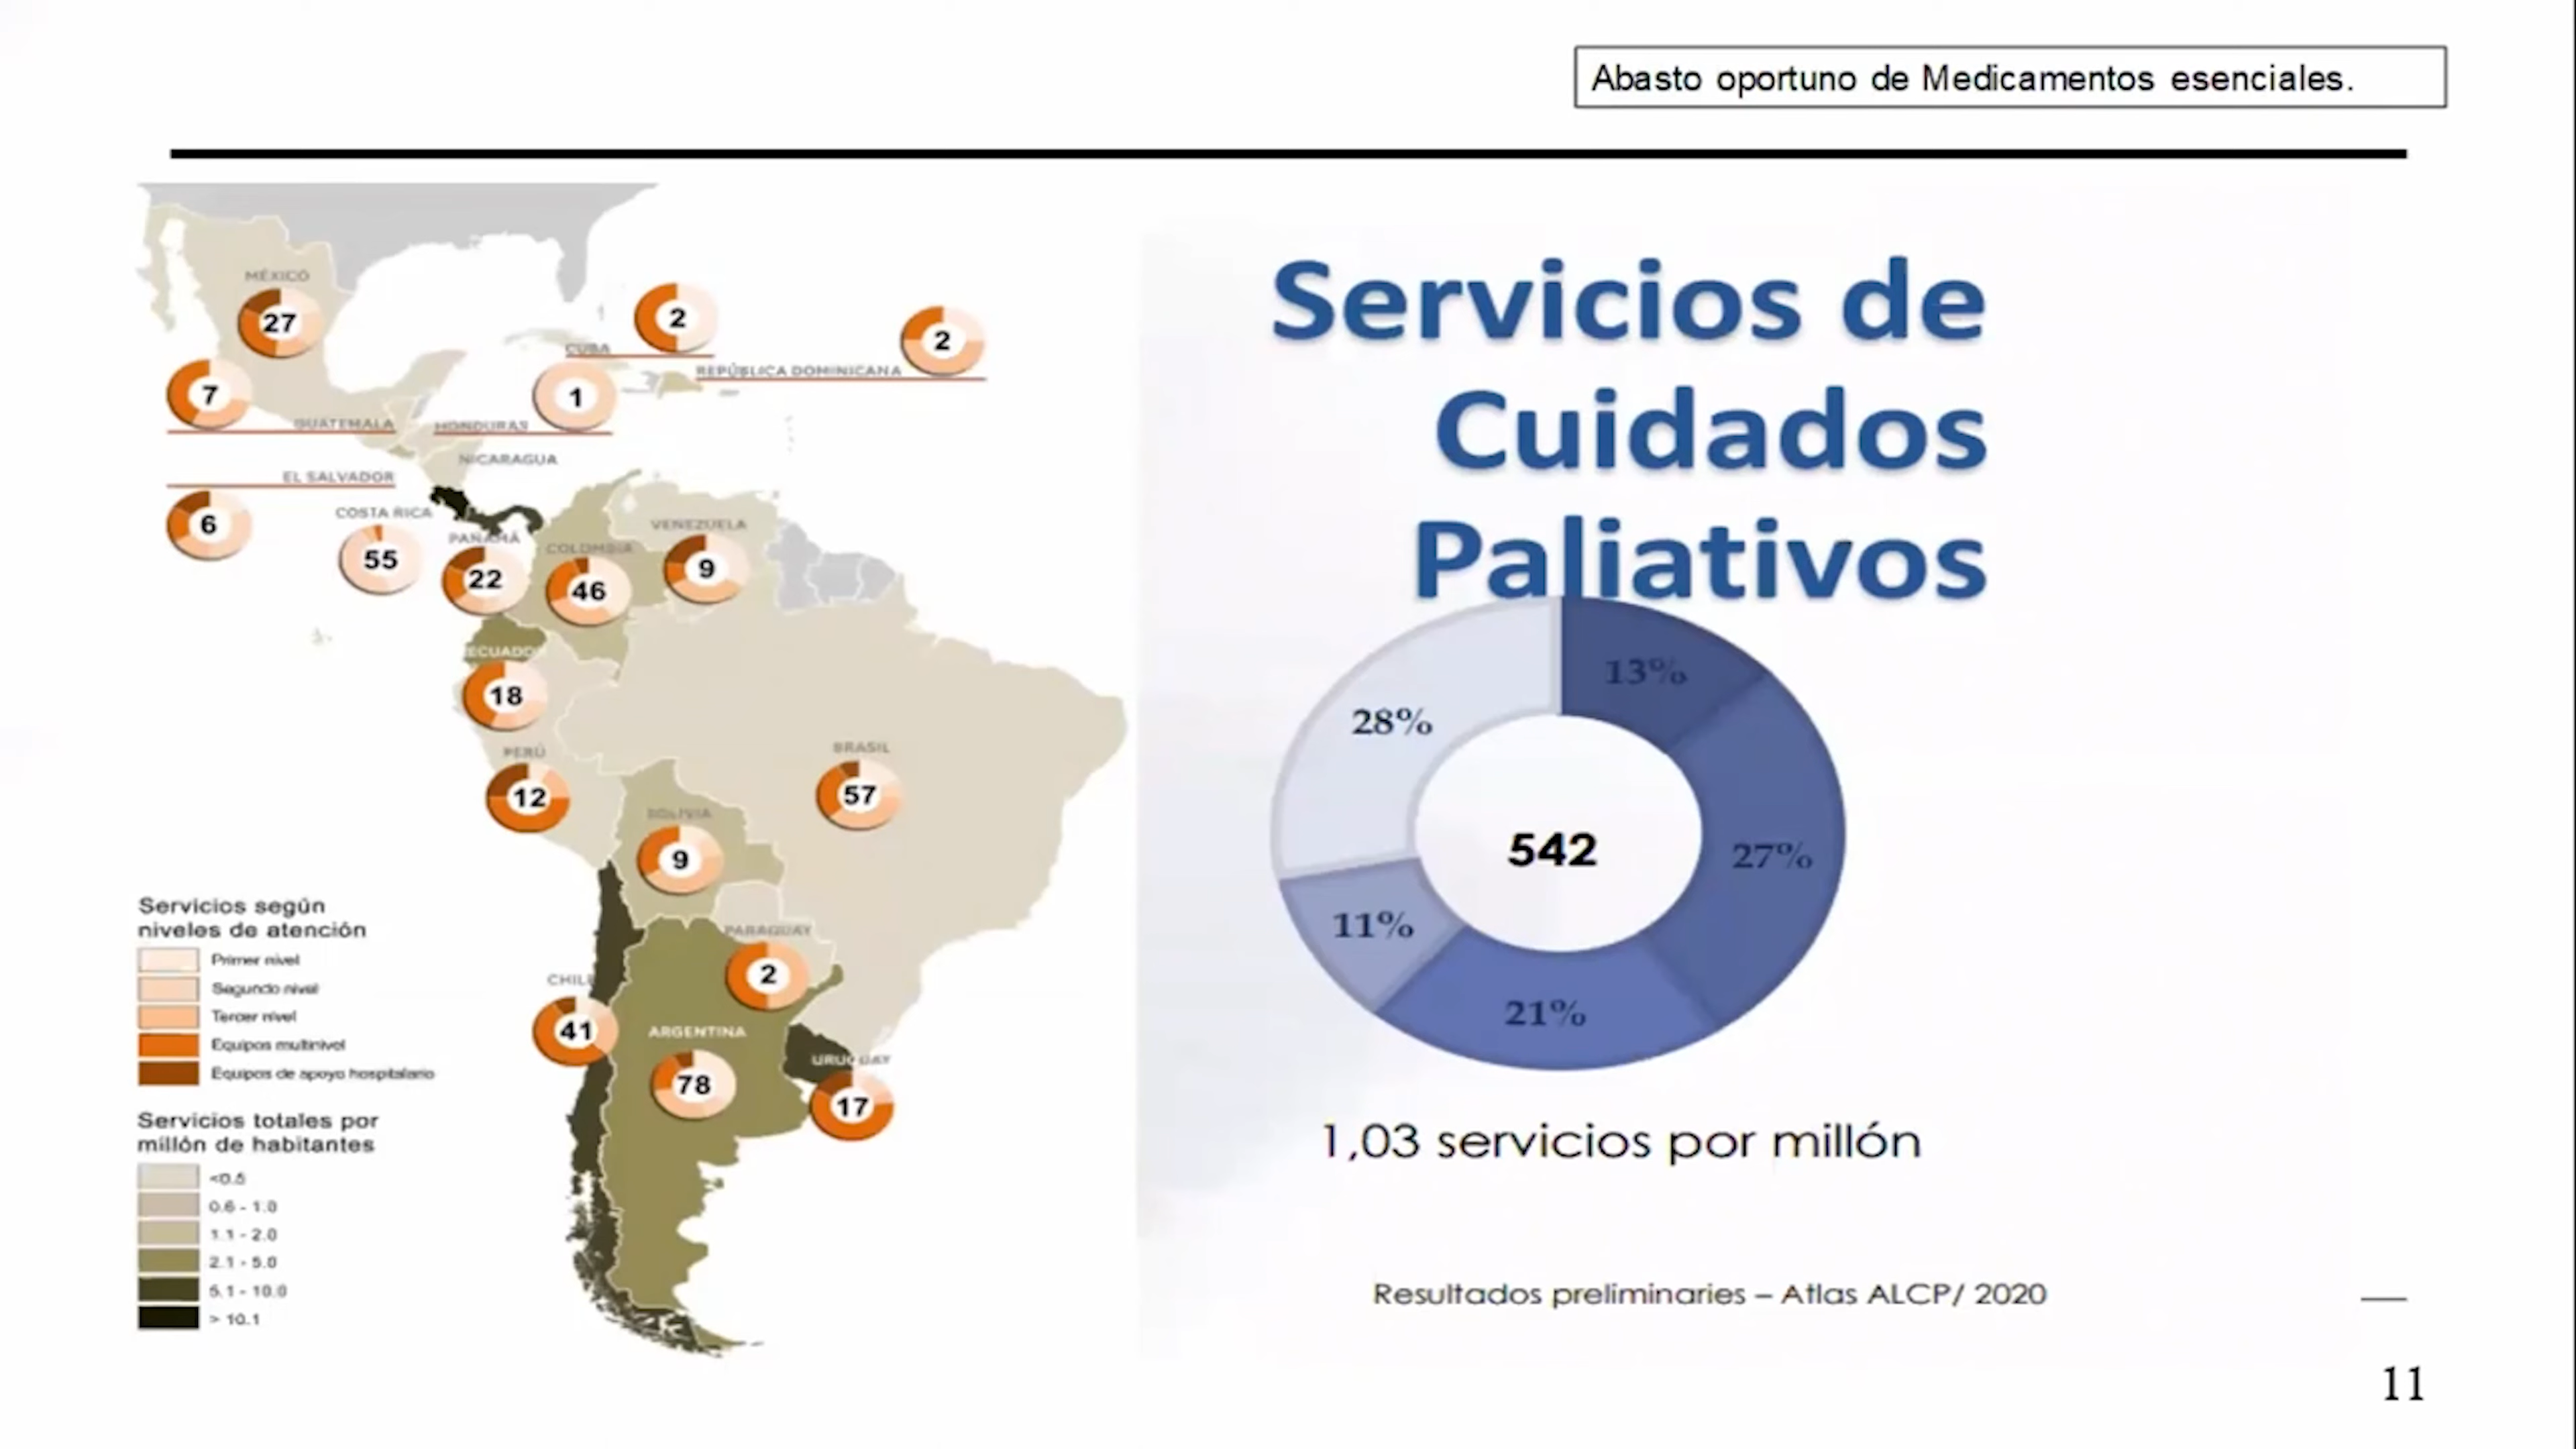 Abasto oportuno de Medicamentos esenciales.
MÉXICO
27
2
CUBA
2
REPÚBLICA DOMINICANA
7
GUATEMALA
1
HONDURAS
NICARAGUA
EL SALVADOR
6
COSTA RICA
55
PANAMÁ
22
COLOMBIA
46
VENEZUELA
9
ECUADOR
18
PERÚ
12
BRASIL
57
BOLIVIA
9
PARAGUAY
2
CHILE
41
ARGENTINA
78
URUGUAY
17
Servicios según
niveles de atención
Primer nivel
Segundo nivel
Tercer nivel
Equipos multinivel
Equipos de apoyo hospitalario
Servicios totales por
millón de habitantes
<0.5
0.6 - 1.0
1.1 - 2.0
2.1 - 5.0
5.1 - 10.0
> 10.1
Servicios de
Cuidados
Paliativos
13%
28%
542
27%
11%
21%
1,03 servicios por millón
Resultados preliminaries – Atlas ALCP/ 2020
11